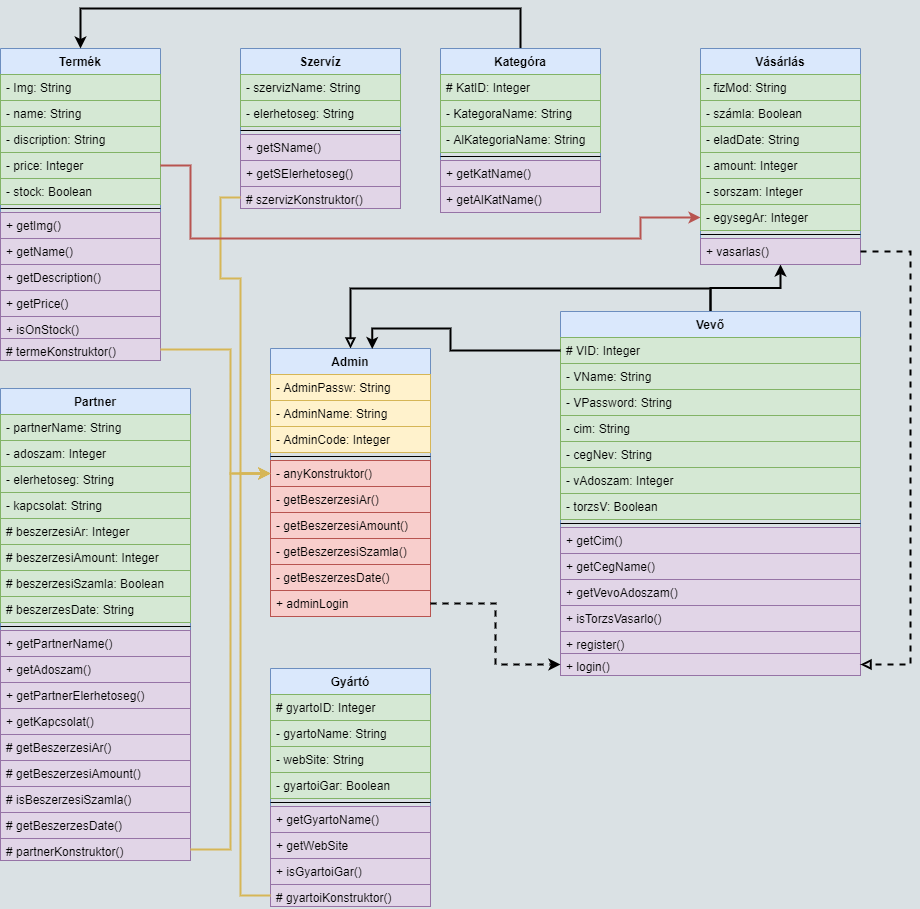 Termék
- Img: String
- name: String
- discription: String
- price: Integer
- stock: Boolean
+ getImg()
+ getName()
+ getDescription()
+ getPrice()
+ isOnStock()
# termeKonstruktor()
Szervíz
- szervizName: String
- elerhetoseg: String
+ getSName()
+ getSElerhetoseg()
# szervizKonstruktor()
Kategóra
# KatID: Integer
- KategoraName: String
- AlKategoriaName: String
+ getKatName()
+ getAlKatName()
Vásárlás
- fizMod: String
- számla: Boolean
- eladDate: String
- amount: Integer
- sorszam: Integer
- egysegAr: Integer
+ vasarlas()
Partner
- partnerName: String
- adoszam: Integer
- elerhetoseg: String
- kapcsolat: String
# beszerzesiAr: Integer
# beszerzesiAmount: Integer
# beszerzesiSzamla: Boolean
# beszerzesDate: String
+ getPartnerName()
+ getAdoszam()
+ getPartnerElerhetoseg()
+ getKapcsolat()
# getBeszerzesiAr()
# getBeszerzesiAmount()
# isBeszerzesiSzamla()
# getBeszerzesDate()
# partnerKonstruktor()
Admin
- AdminPassw: String
- AdminName: String
- AdminCode: Integer
- anyKonstruktor()
- getBeszerzesiAr()
- getBeszerzesiAmount()
- getBeszerzesiSzamla()
- getBeszerzesDate()
+ adminLogin
Vevő
# VID: Integer
- VName: String
- VPassword: String
- cim: String
- cegNev: String
- vAdoszam: Integer
- torzsV: Boolean
+ getCim()
+ getCegName()
+ getVevoAdoszam()
+ isTorzsVasarlo()
+ register()
+ login()
Gyártó
# gyartoID: Integer
- gyartoName: String
- webSite: String
- gyartoiGar: Boolean
+ getGyartoName()
+ getWebSite
+ isGyartoiGar()
# gyartoiKonstruktor()